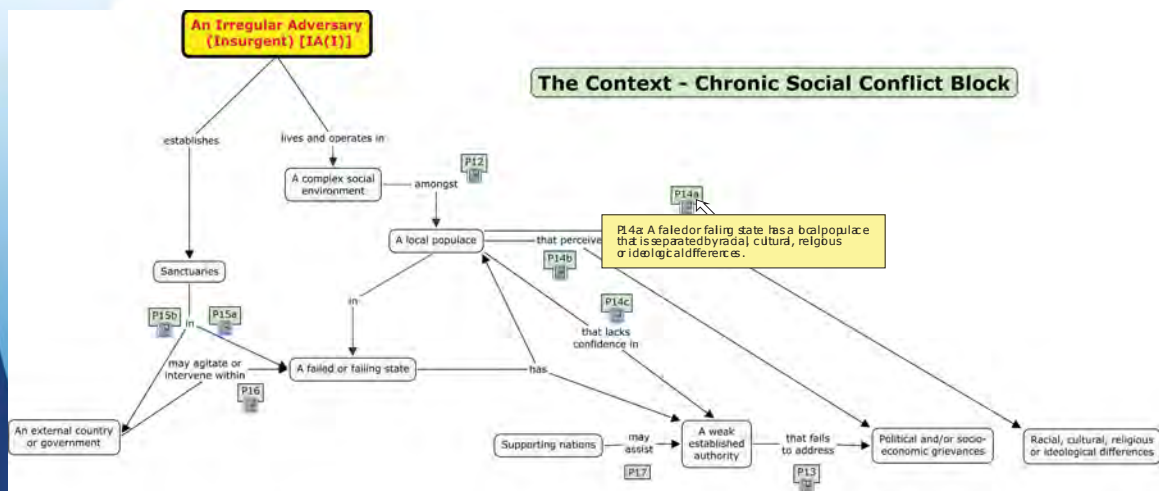 An Irregular Adversary
(Insurgent) [IA(I)]
The Context - Chronic Social Conflict Block
establishes
lives and operates in
P12
A complex social
environment
amongst
P14a
P14a: A failed or failing state has a local populace
that is separated by racial, cultural, religious
or ideological differences.
A local populace
that perceive
P14b
Sanctuaries
P15b
in
P15a
in
P14c
that lacks
confidence in
may agitate or
intervene within
A failed or failing state
has
P16
An external country
or government
Supporting nations
may
assist
P17
A weak
established
authority
that fails
to address
P13
Political and/or socio-
economic grievances
Racial, cultural, religious
or ideological differences